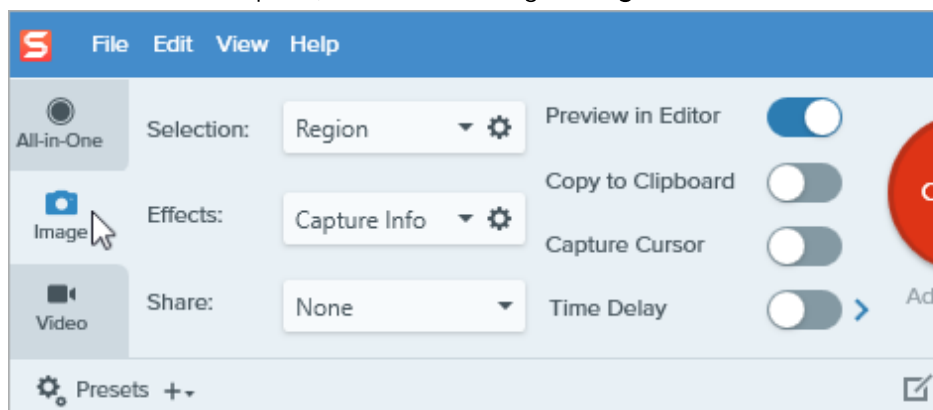 S File Edit View Help
All-in-One
Selection: Region
Preview in Editor
Copy to Clipboard
Image
Effects: Capture Info
Capture Cursor
Video
Share: None
Time Delay
Presets